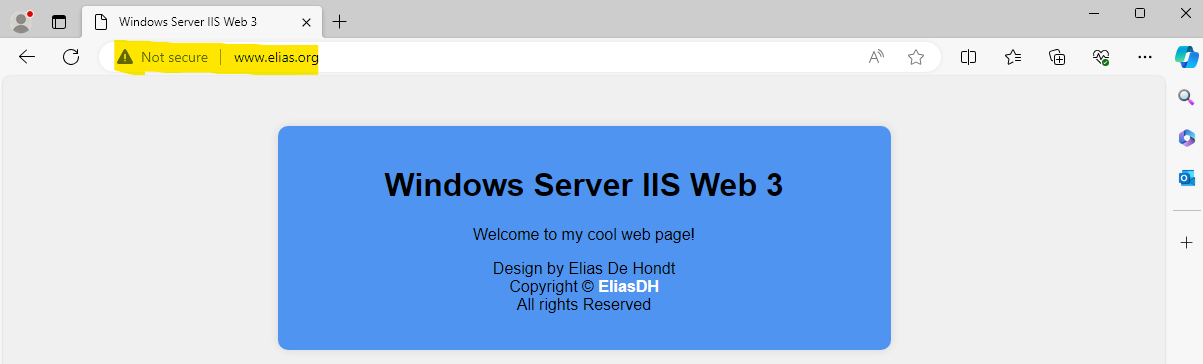 Windows Server IIS Web 3
Not secure www.elias.org
Windows Server IIS Web 3
Welcome to my cool web page!
Design by Elias De Hondt
Copyright © EliasDH
All rights Reserved